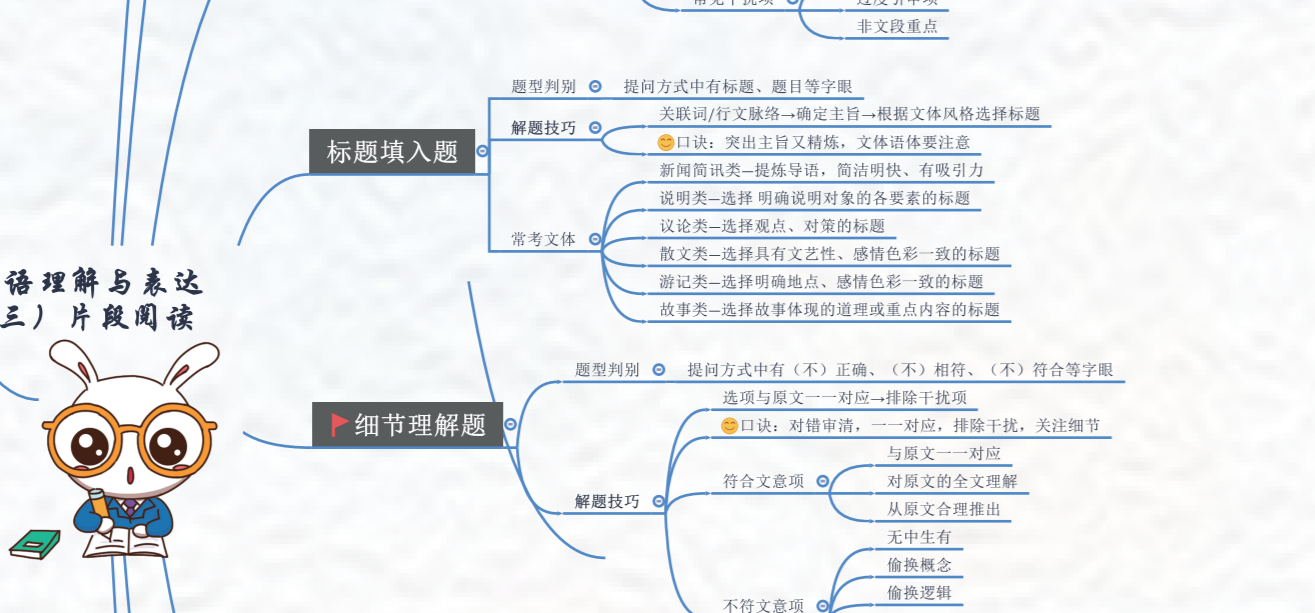 非文段重点
标题填入题
题型判别
提问方式中有标题、题目等字眼
解题技巧
关联词/行文脉络→确定主旨→根据文体风格选择标题
😊口诀：突出主旨又精炼，文体语体要注意
常考文体
新闻简讯类—提炼导语，简洁明快、有吸引力
说明类—选择 明确说明对象的各要素的标题
议论类—选择观点、对策的标题
散文类—选择具有文艺性、感情色彩一致的标题
游记类—选择明确地点、感情色彩一致的标题
故事类—选择故事体现的道理或重点内容的标题
语理解与表达
三）片段阅读
细节理解题
题型判别
提问方式中有（不）正确、（不）相符、（不）符合等字眼
解题技巧
选项与原文一一对应→排除干扰项
😊口诀：对错审清，一一对应，排除干扰，关注细节
符合文意项
与原文一一对应
对原文的全文理解
从原文合理推出
不符文意项
无中生有
偷换概念
偷换逻辑